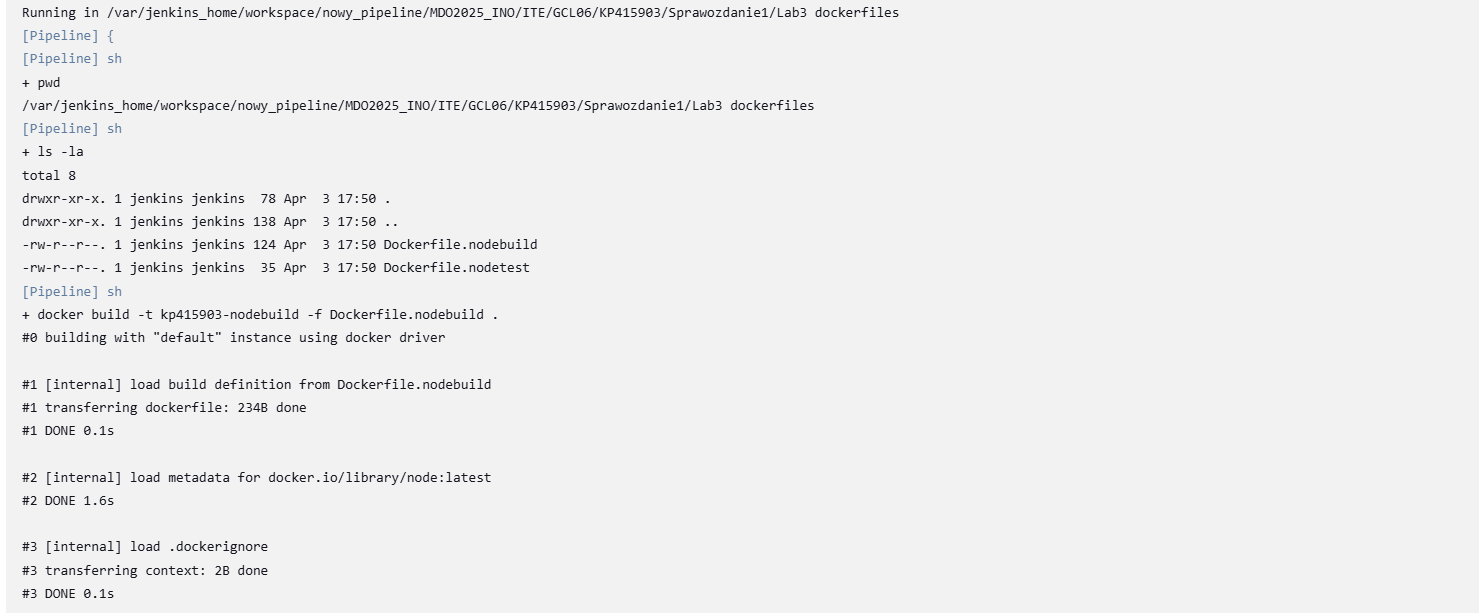 Running in /var/jenkins_home/workspace/nowy_pipeline/MDO2025_INO/ITE/GCL06/KP415903/Sprawozdanie1/Lab3 dockerfiles
[Pipeline] {
[Pipeline] sh
+ pwd
/var/jenkins_home/workspace/nowy_pipeline/MDO2025_INO/ITE/GCL06/KP415903/Sprawozdanie1/Lab3 dockerfiles
[Pipeline] sh
+ ls -la
total 8
drwxr-xr-x. 1 jenkins jenkins  78 Apr  3 17:50 .
drwxr-xr-x. 1 jenkins jenkins 138 Apr  3 17:50 ..
-rw-r--r--. 1 jenkins jenkins 124 Apr  3 17:50 Dockerfile.nodebuild
-rw-r--r--. 1 jenkins jenkins  35 Apr  3 17:50 Dockerfile.nodetest
[Pipeline] sh
+ docker build -t kp415903-nodebuild -f Dockerfile.nodebuild .
#0 building with "default" instance using docker driver

#1 [internal] load build definition from Dockerfile.nodebuild
#1 transferring dockerfile: 234B done
#1 DONE 0.1s

#2 [internal] load metadata for docker.io/library/node:latest
#2 DONE 1.6s

#3 [internal] load .dockerignore
#3 transferring context: 2B done
#3 DONE 0.1s